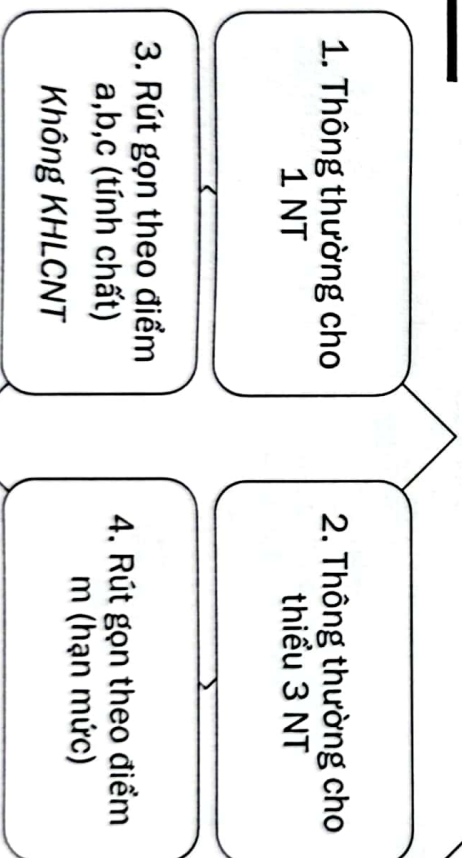 1. Thông thường cho
1 NT
2. Thông thường cho
thiểu 3 NT
3. Rút gọn theo điểm
a,b,c (tính chất)
Không KHLCNT
4. Rút gọn theo điểm
m (hạn mức)